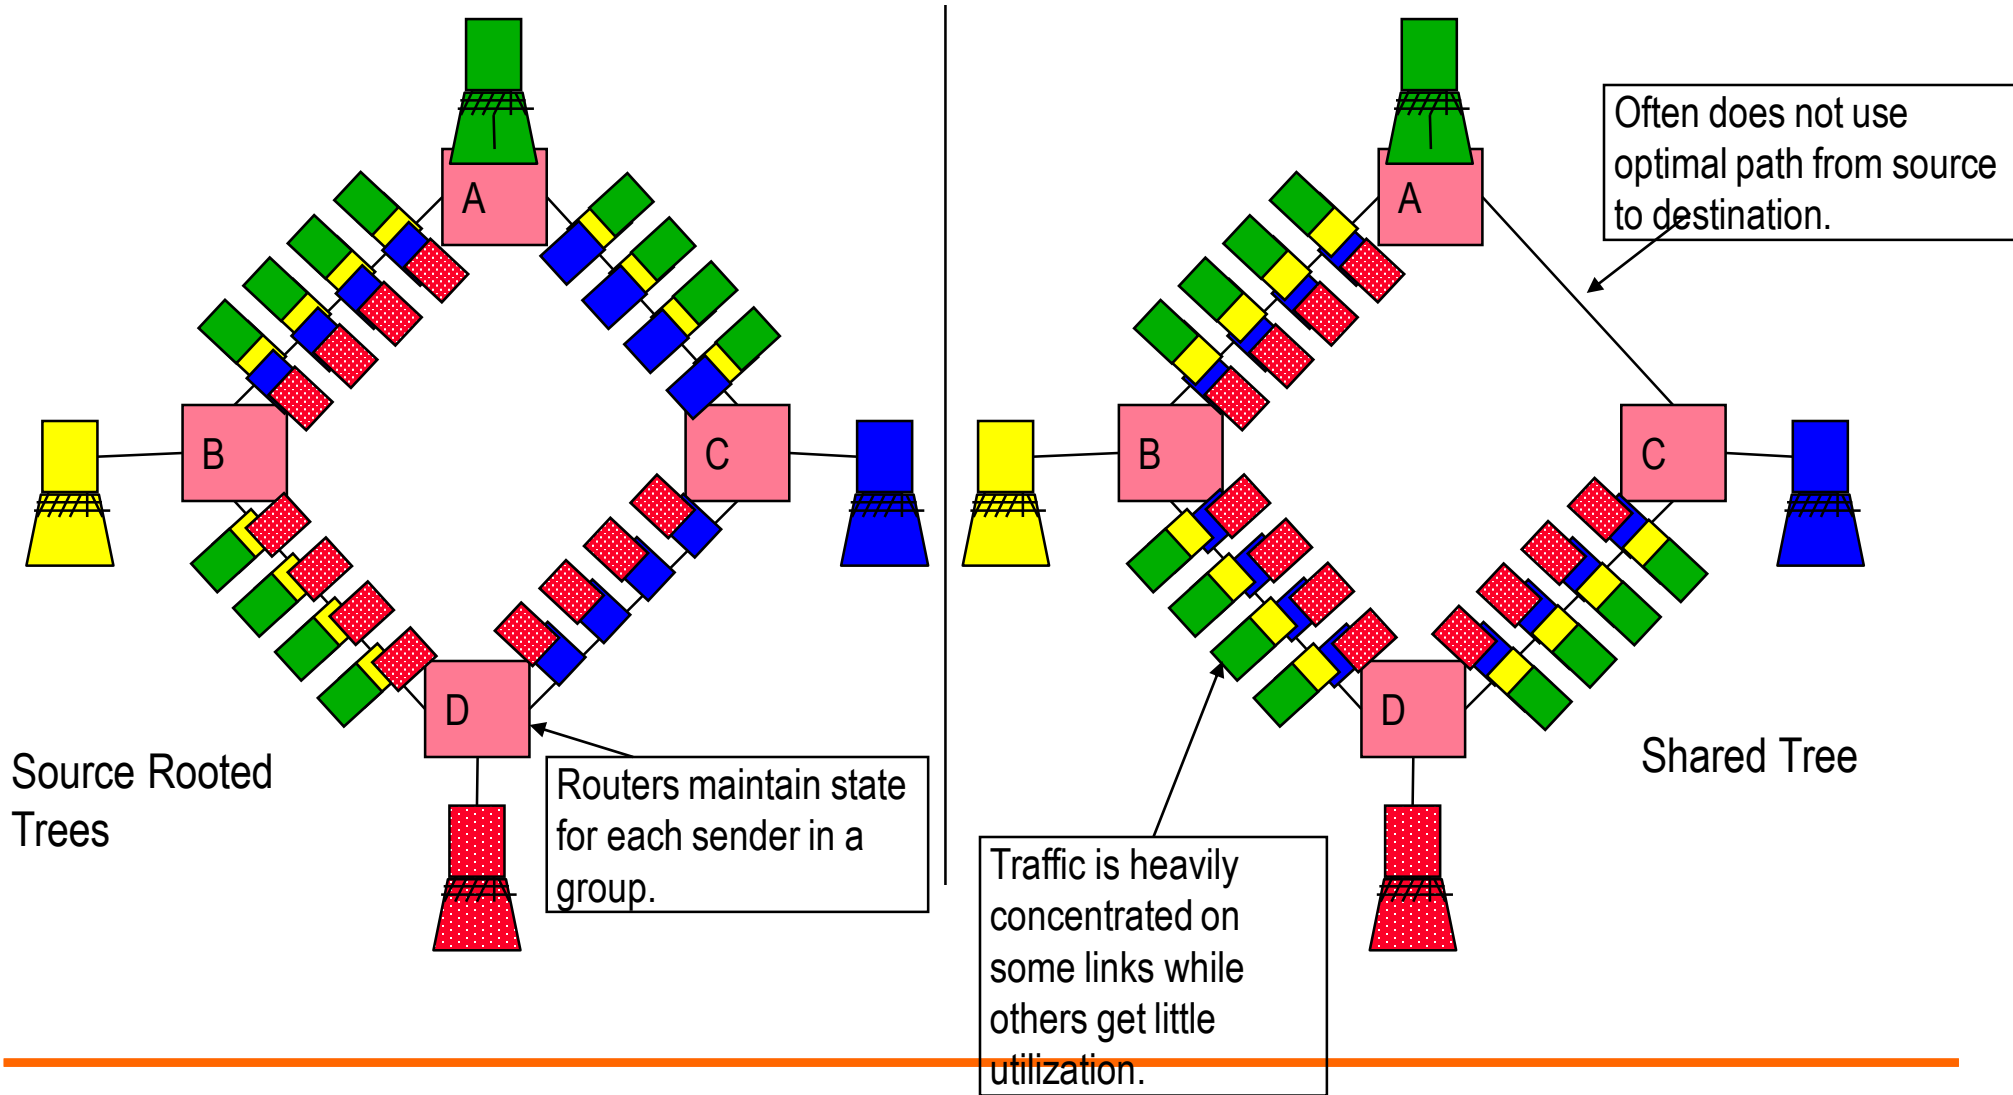 A
B
C
D
Source Rooted
Trees
Routers maintain state
for each sender in a
group.
A
Often does not use
optimal path from source
to destination.
B
C
D
Shared Tree
Traffic is heavily
concentrated on
some links while
others get little
utilization.